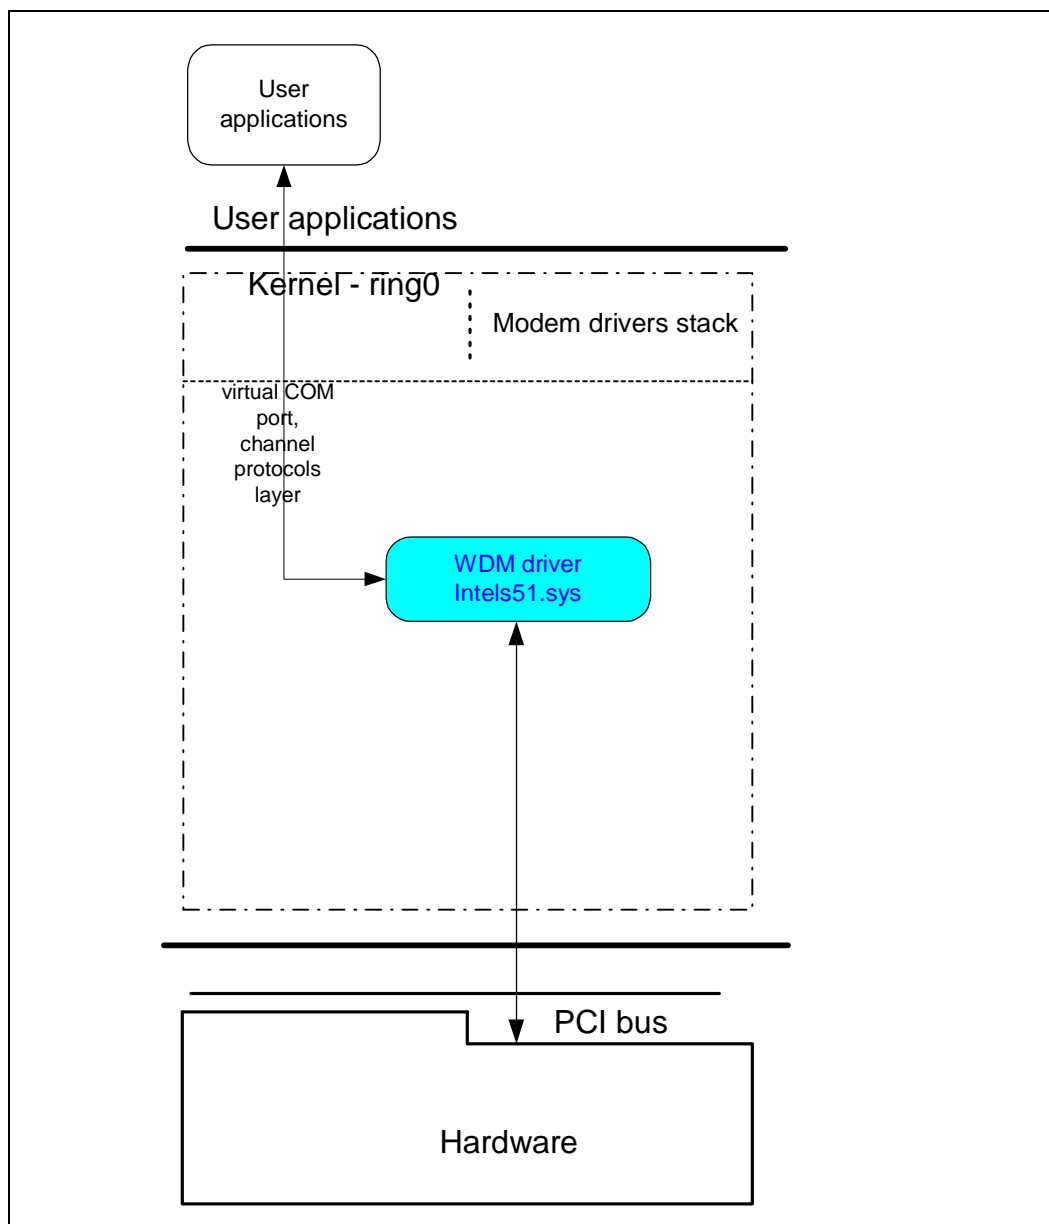 User
applications
User applications
Kernel - ring0
Modem drivers stack
virtual COM
port,
channel
protocols
layer
WDM driver
Intels51.sys
PCI bus
Hardware